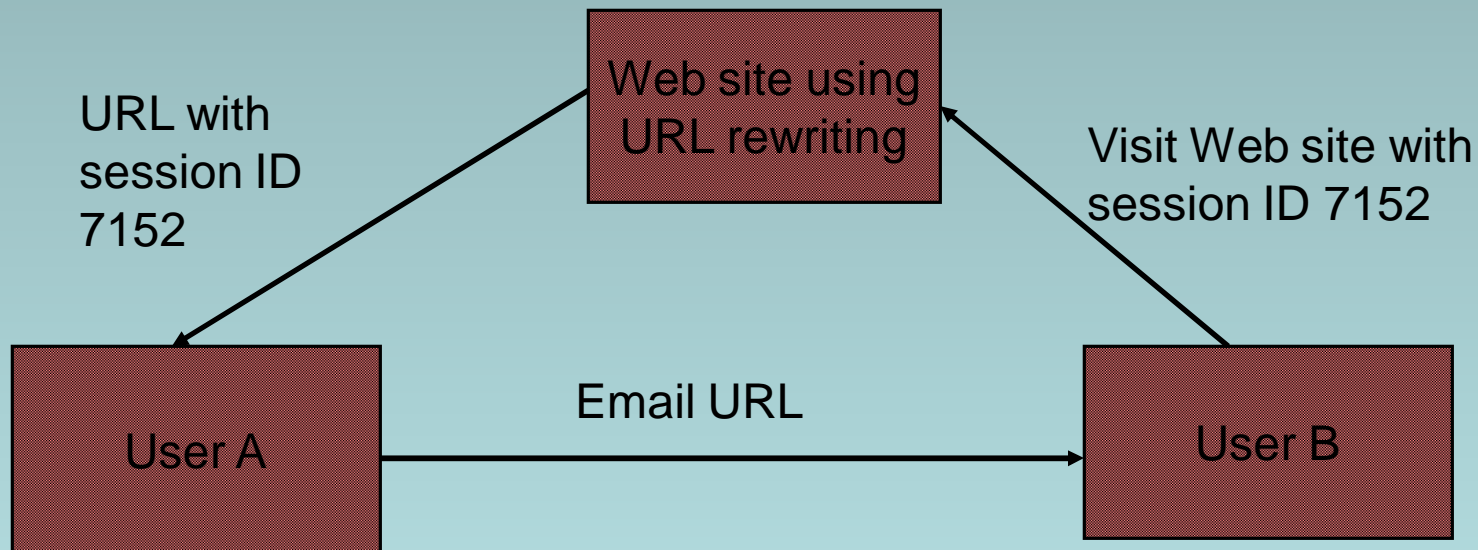 Web site using
URL rewriting
URL with
session ID
7152
Visit Web site with
session ID 7152
Email URL
User A
User B